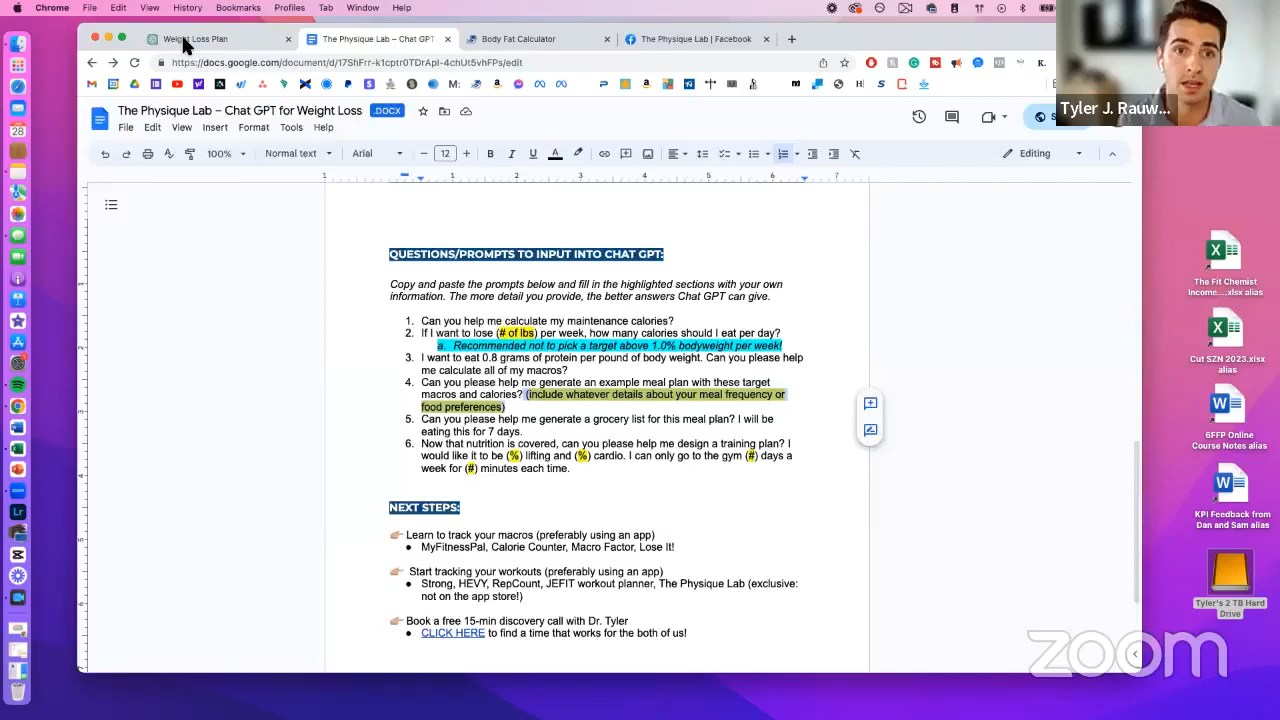 Chrome File Edit View History Bookmarks Profiles Tab Window Help
Weight Loss Plan
The Physique Lab – Chat GPT
Body Fat Calculator
The Physique Lab | Facebook
The Physique Lab – Chat GPT for Weight Loss .DOCX
File Edit View Insert Format Tools Help
100% Normal text Arial 12 Editing
QUESTIONS/PROMPTS TO INPUT INTO CHAT GPT:
Copy and paste the prompts below and fill in the highlighted sections with your own
information. The more detail you provide, the better answers Chat GPT can give.
1. Can you help me calculate my maintenance calories?
2. If I want to lose (# of lbs) per week, how many calories should I eat per day?
a. Recommended not to pick a target above 1.0% bodyweight per week!
3. I want to eat 0.8 grams of protein per pound of body weight. Can you please help
me calculate all of my macros?
4. Can you please help me generate an example meal plan with these target
macros and calories? (include whatever details about your meal frequency or
food preferences)
5. Can you please help me generate a grocery list for this meal plan? I will be
eating this for 7 days.
6. Now that nutrition is covered, can you please help me design a training plan? I
would like it to be (%) lifting and (%) cardio. I can only go to the gym (#) days a
week for (#) minutes each time.
NEXT STEPS:
Learn to track your macros (preferably using an app)
● MyFitnessPal, Calorie Counter, Macro Factor, Lose It!
Start tracking your workouts (preferably using an app)
● Strong, HEVY, RepCount, JEFIT workout planner, The Physique Lab (exclusive:
not on the app store!)
Book a free 15-min discovery call with Dr. Tyler
● CLICK HERE to find a time that works for the both of us!
Tyler J. Rauw...
The Fit Chemist
Income....xlsx alias
Cut SZN 2023.xlsx
alias
6FFP Online
Course Notes alias
KPI Feedback from
Dan and Sam alias
Tyler's 2 TB Hard
Drive
zoom